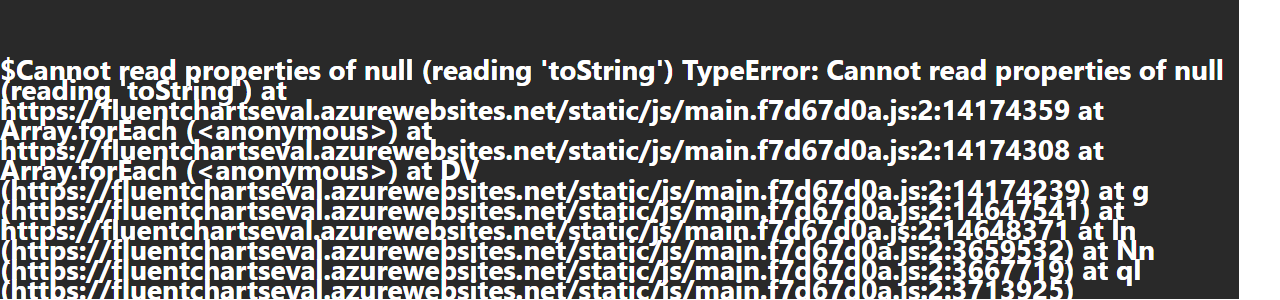 $Cannot read properties of null (reading 'toString') TypeError: Cannot read properties of null
(reading 'toString') at
https://fluentchartseval.azurewebsites.net/static/js/main.f7d67d0a.js:2:14174359 at
Array.forEach (<anonymous>) at
https://fluentchartseval.azurewebsites.net/static/js/main.f7d67d0a.js:2:14174308 at
Array.forEach (<anonymous>) at DV
(https://fluentchartseval.azurewebsites.net/static/js/main.f7d67d0a.js:2:14174239) at g
(https://fluentchartseval.azurewebsites.net/static/js/main.f7d67d0a.js:2:14647541) at
https://fluentchartseval.azurewebsites.net/static/js/main.f7d67d0a.js:2:14648371 at ln
(https://fluentchartseval.azurewebsites.net/static/js/main.f7d67d0a.js:2:3659532) at Nn
(https://fluentchartseval.azurewebsites.net/static/js/main.f7d67d0a.js:2:3667719) at ql
(https://fluentchartseval.azurewebsites.net/static/js/main.f7d67d0a.js:2:3713925)